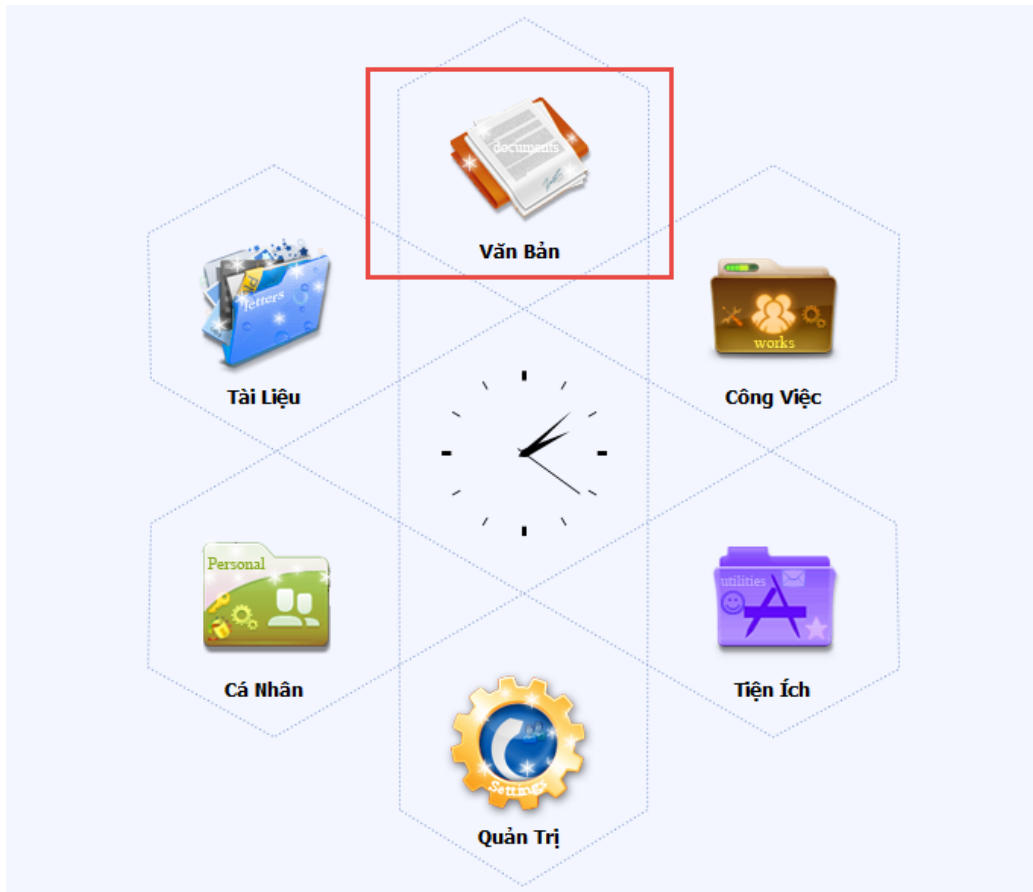 documents
Văn Bản
letters
Tài Liệu
works
Công Việc
Personal
Cá Nhân
utilities
Tiện Ích
Settings
Quản Trị